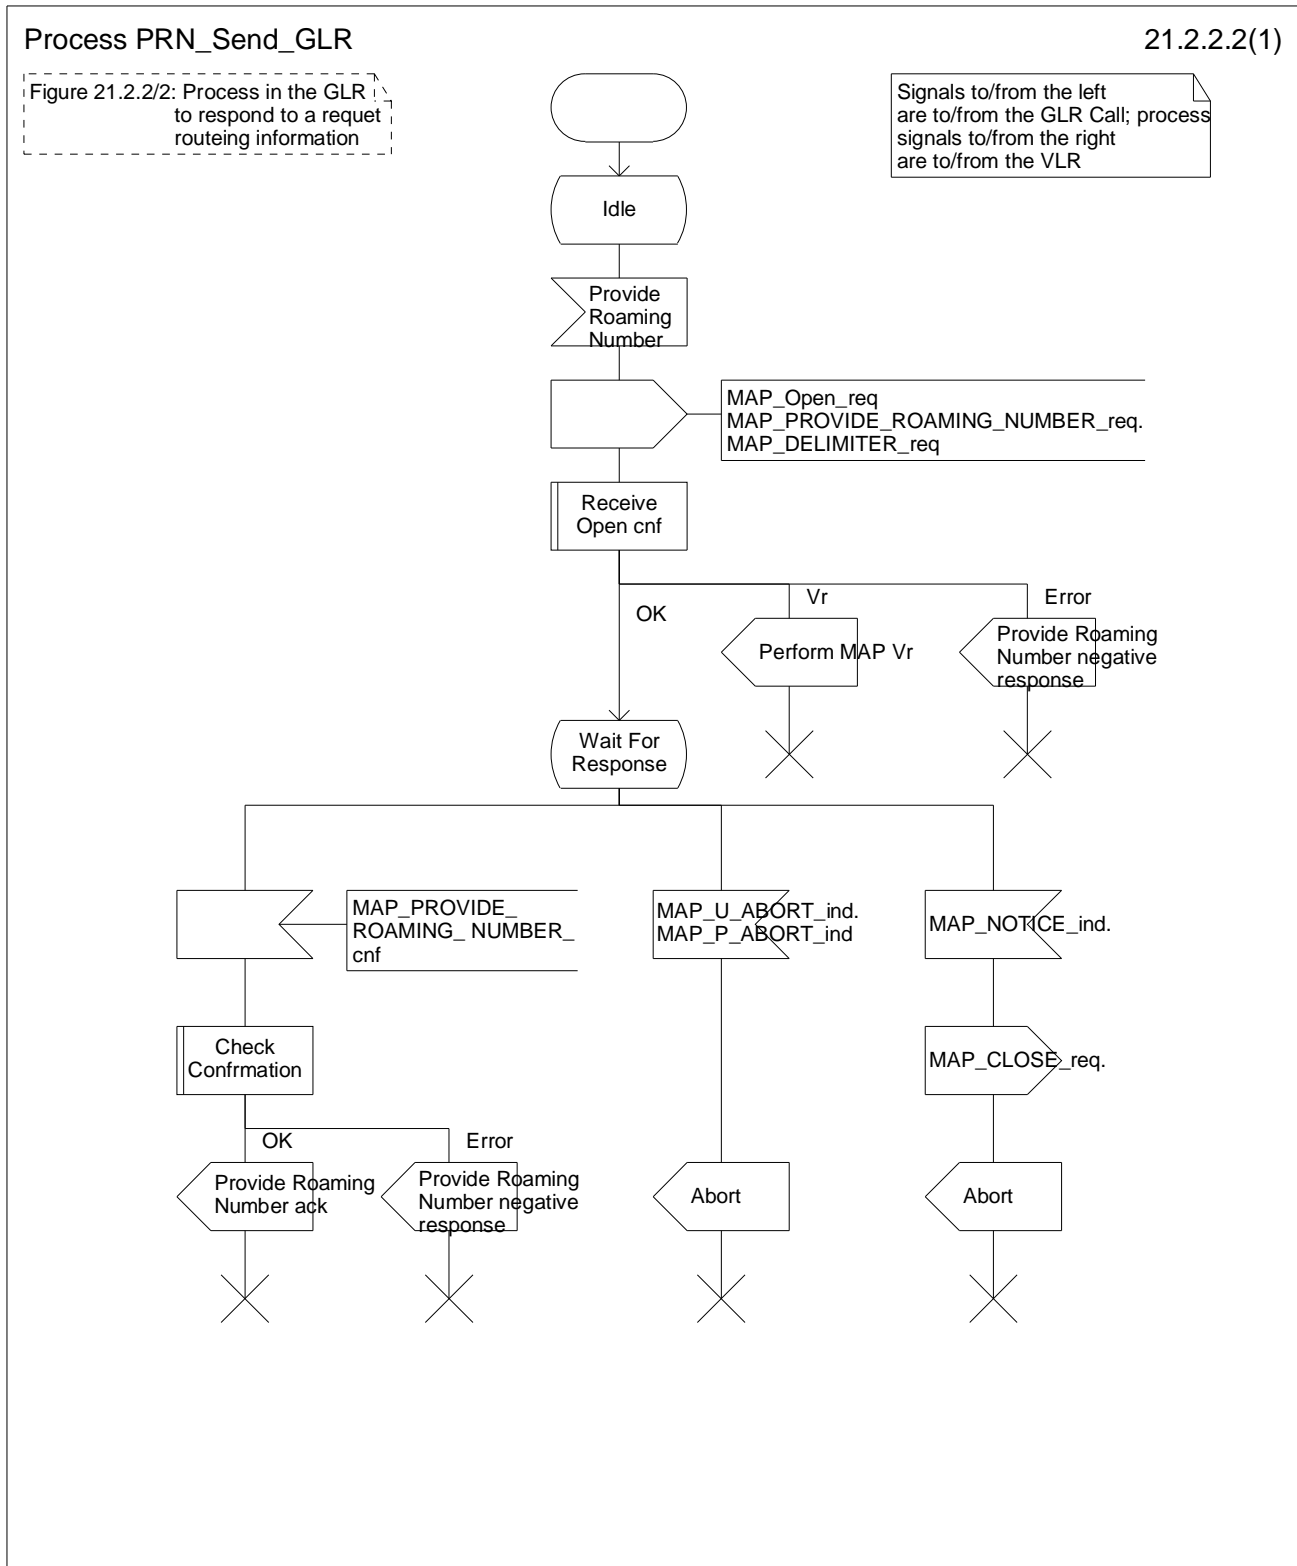 Process PRN_Send_GLR
21.2.2.2(1)
Figure 21.2.2/2: Process in the GLR
to respond to a requet
routeing information
Signals to/from the left
are to/from the GLR Call; process
signals to/from the right
are to/from the VLR
Idle
Provide
Roaming
Number
MAP_Open_req
MAP_PROVIDE_ROAMING_NUMBER_req.
MAP_DELIMITER_req
Receive
Open cnf
OK
Vr
Error
Perform MAP Vr
Provide Roaming
Number negative
response
Wait For
Response
MAP_PROVIDE_
ROAMING_ NUMBER_
cnf
MAP_U_ABORT_ind.
MAP_P_ABORT_ind
MAP_NOTICE_ind.
Check
Confrmation
MAP_CLOSE_req.
OK
Error
Provide Roaming
Number ack
Provide Roaming
Number negative
response
Abort
Abort